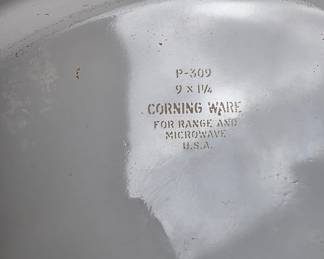 P-309
9 x 1¼
CORNING WARE
FOR RANGE AND
MICROWAVE
U.S.A.